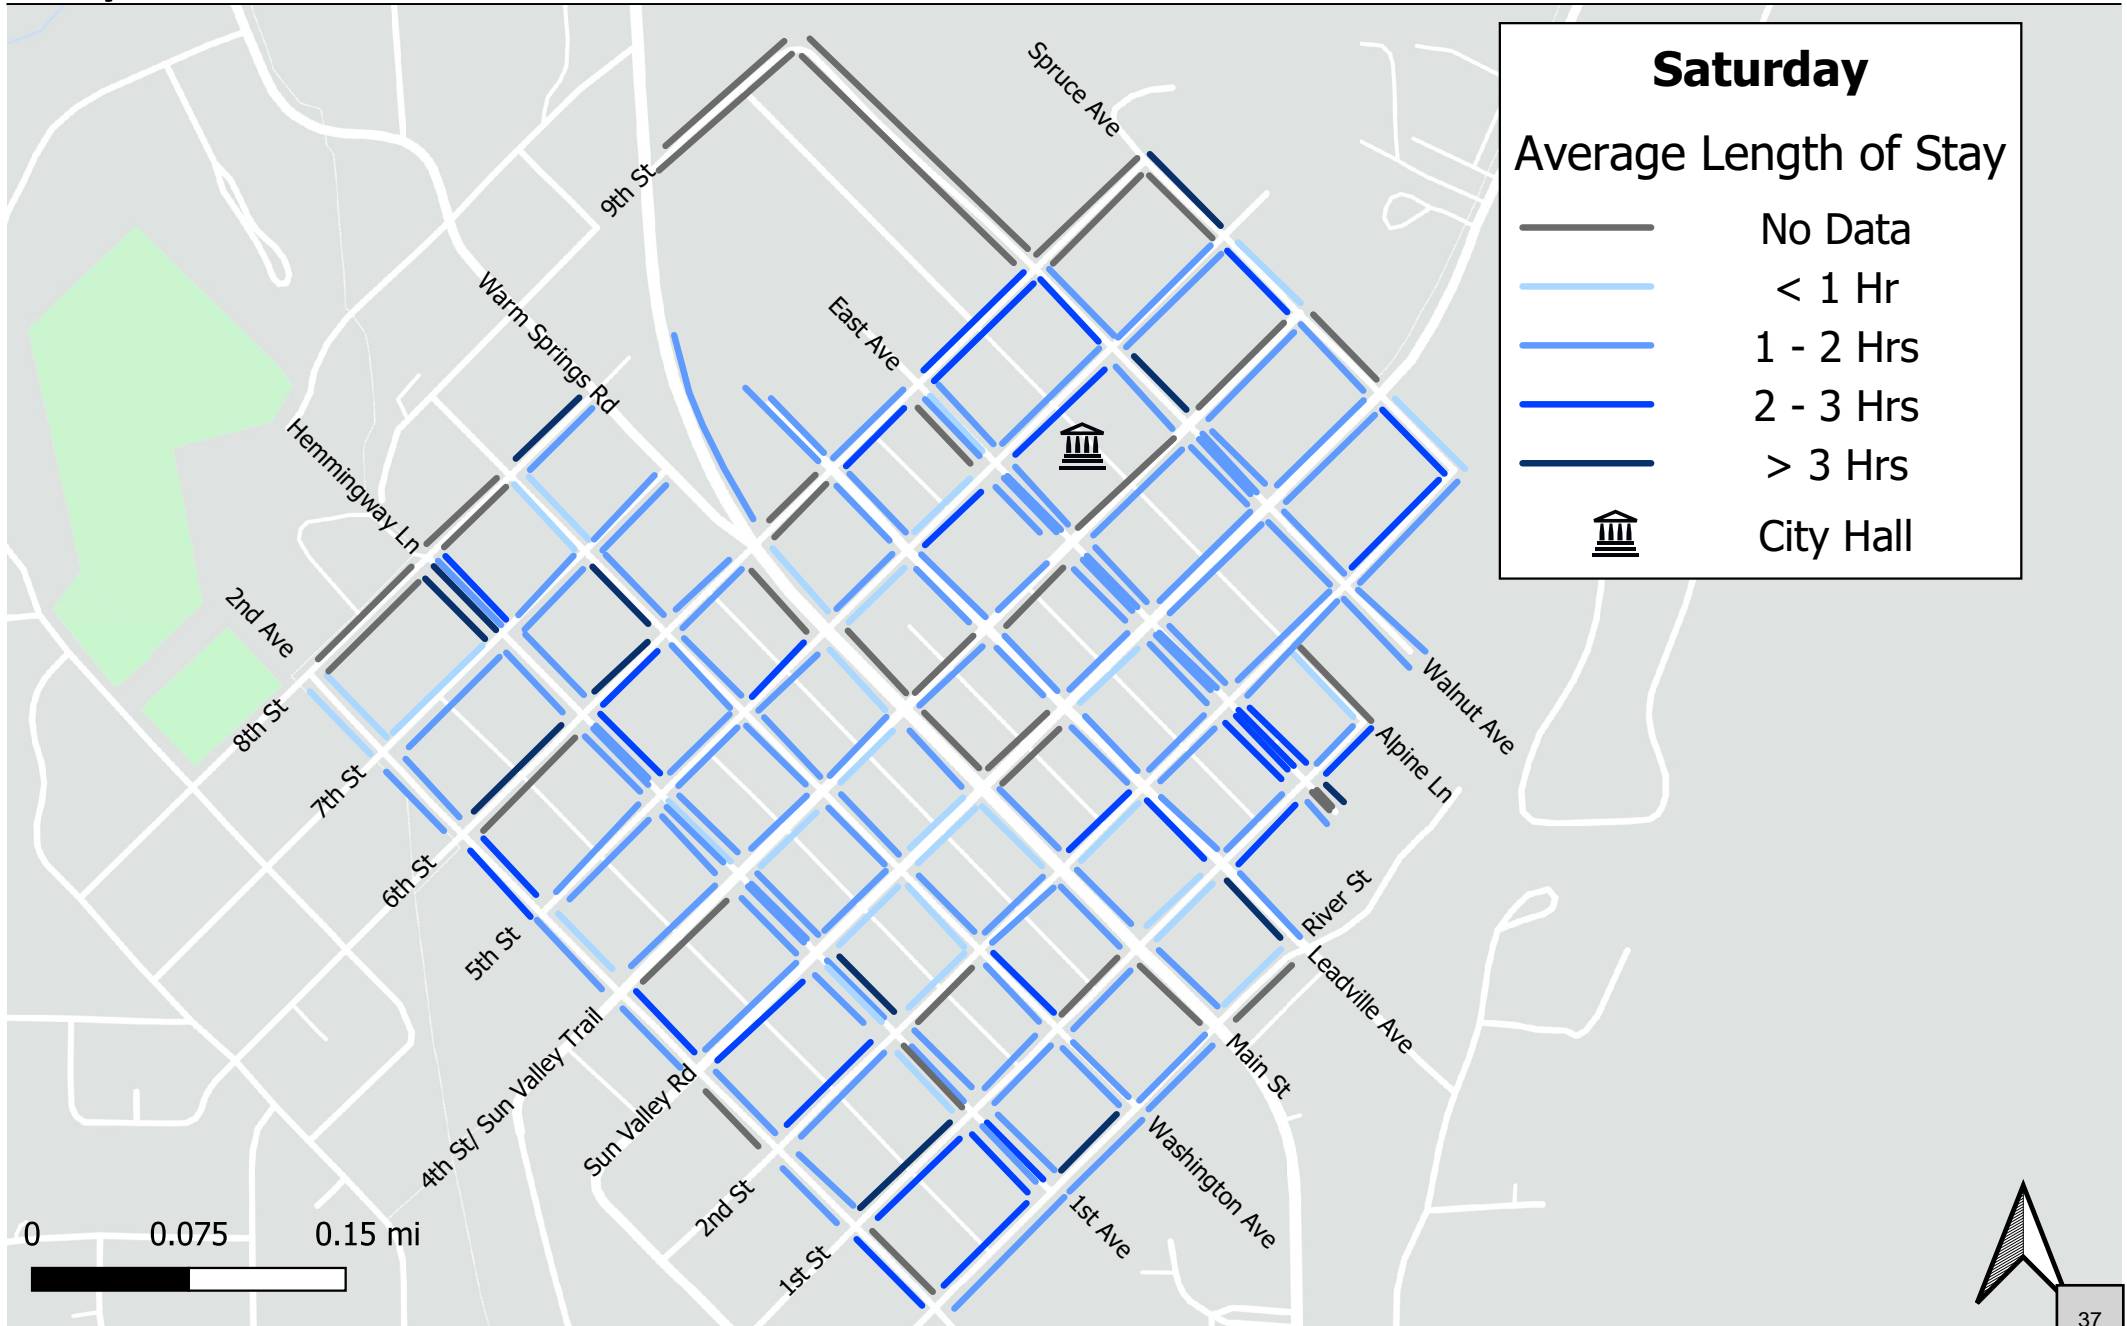 Saturday
Average Length of Stay
No Data
< 1 Hr
1 - 2 Hrs
2 - 3 Hrs
> 3 Hrs
City Hall
Spruce Ave
9th St
East Ave
Warm Springs Rd
Hemmingway Ln
2nd Ave
8th St
7th St
6th St
5th St
4th St/ Sun Valley Trail
Sun Valley Rd
2nd St
1st St
Walnut Ave
Alpine Ln
River St
Leadville Ave
Main St
Washington Ave
1st Ave
0 0.075 0.15 mi
37